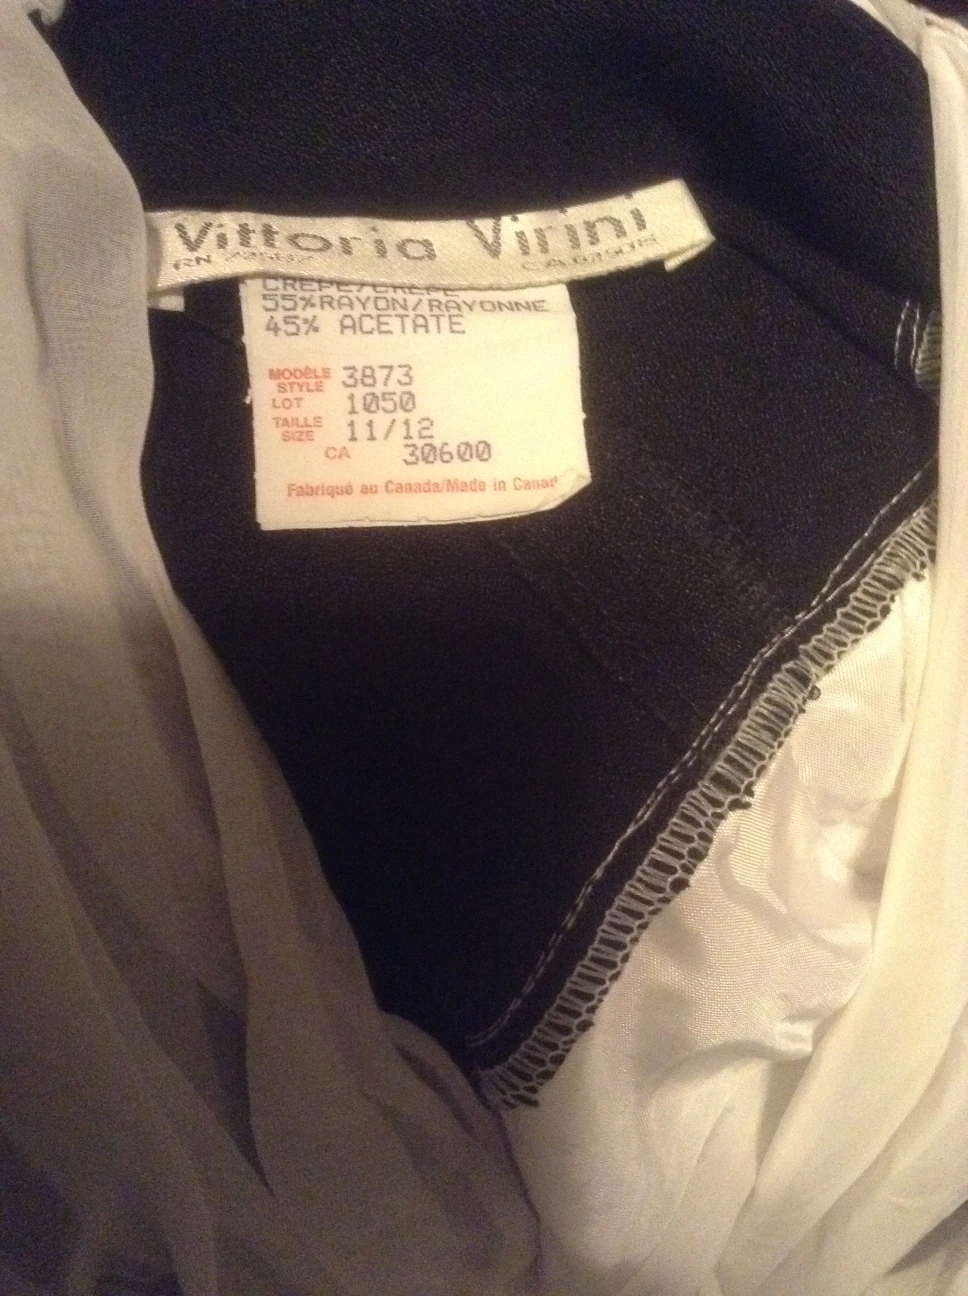 Vittoria Virini
RN
CREPE/CREPE
55%RAYON/RAYONNE
45% ACETATE
MODÈLE
STYLE 3873
LOT 1050
TAILLE
SIZE 11/12
CA 30600
Fabriqué au Canada/Made in Canad